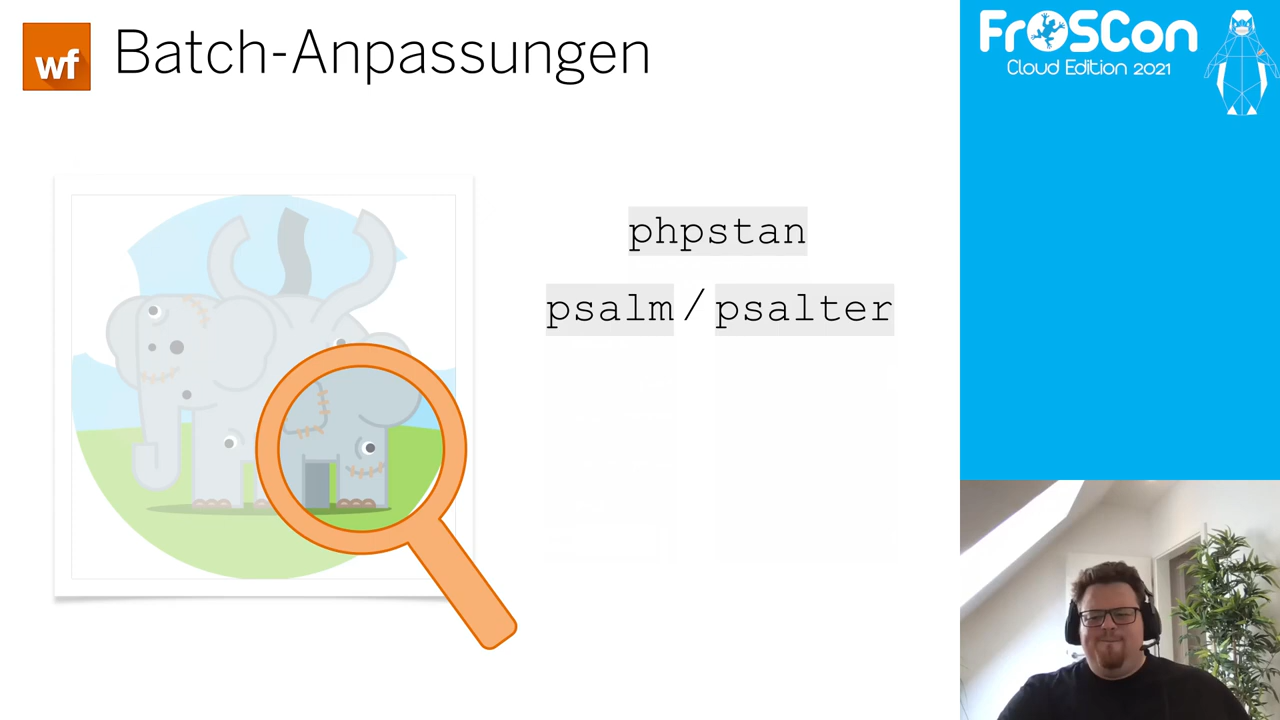 wf
Batch-Anpassungen
phpstan
psalm / psalter
FrOSCon
Cloud Edition 2021